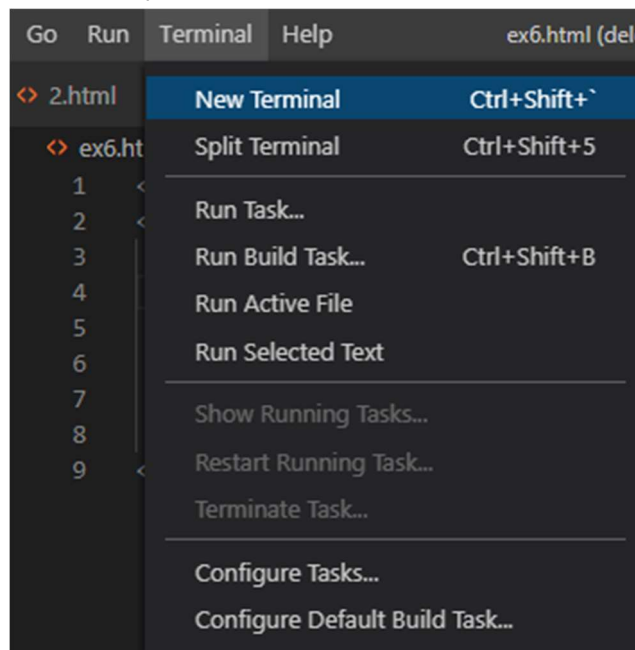 Go Run Terminal Help ex6.html (del
2.html
New Terminal Ctrl+Shift+`
ex6.ht
Split Terminal Ctrl+Shift+5
1 <
2 <
Run Task...
3
Run Build Task... Ctrl+Shift+B
4
Run Active File
5
6
Run Selected Text
7
Show Running Tasks...
8
9 <
Restart Running Task...
Terminate Task...
Configure Tasks...
Configure Default Build Task...